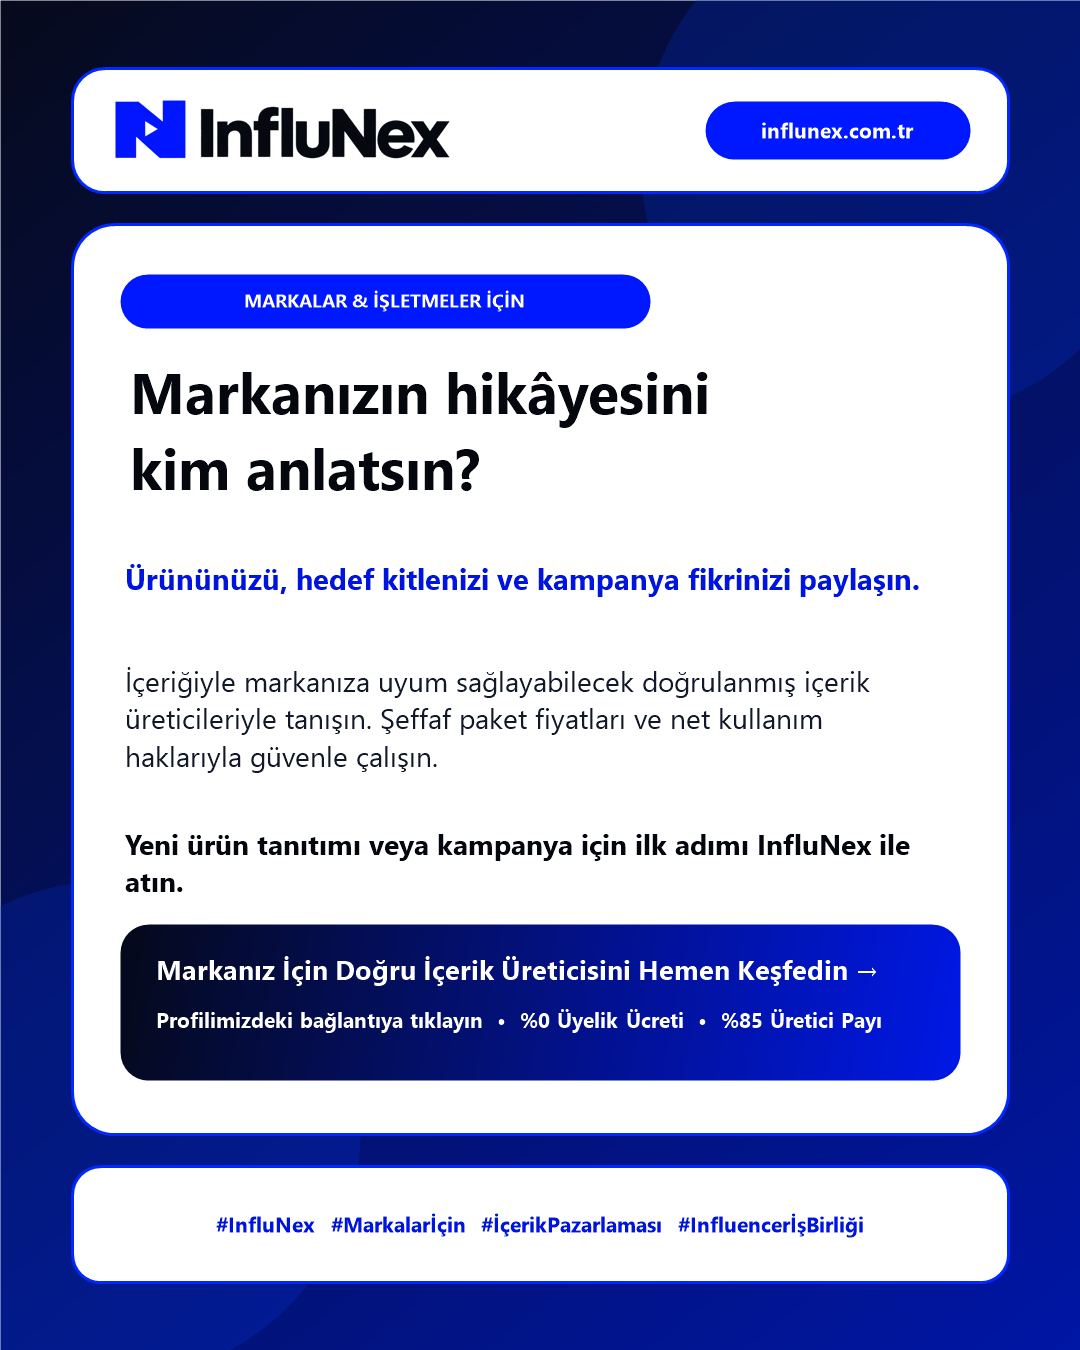 InfluNex
influnex.com.tr
MARKALAR & İŞLETMELER İÇİN
Markanızın hikâyesini
kim anlatsın?
Ürününüzü, hedef kitlenizi ve kampanya fikrinizi paylaşın.
İçeriğiyle markanıza uyum sağlayabilecek doğrulanmış içerik
üreticileriyle tanışın. Şeffaf paket fiyatları ve net kullanım
haklarıyla güvenle çalışın.
Yeni ürün tanıtımı veya kampanya için ilk adımı InfluNex ile
atın.
Markanız İçin Doğru İçerik Üreticisini Hemen Keşfedin →
Profilimizdeki bağlantıya tıklayın • %0 Üyelik Ücreti • %85 Üretici Payı
#InfluNex #Markalarİçin #İçerikPazarlaması #InfluencerİşBirliği